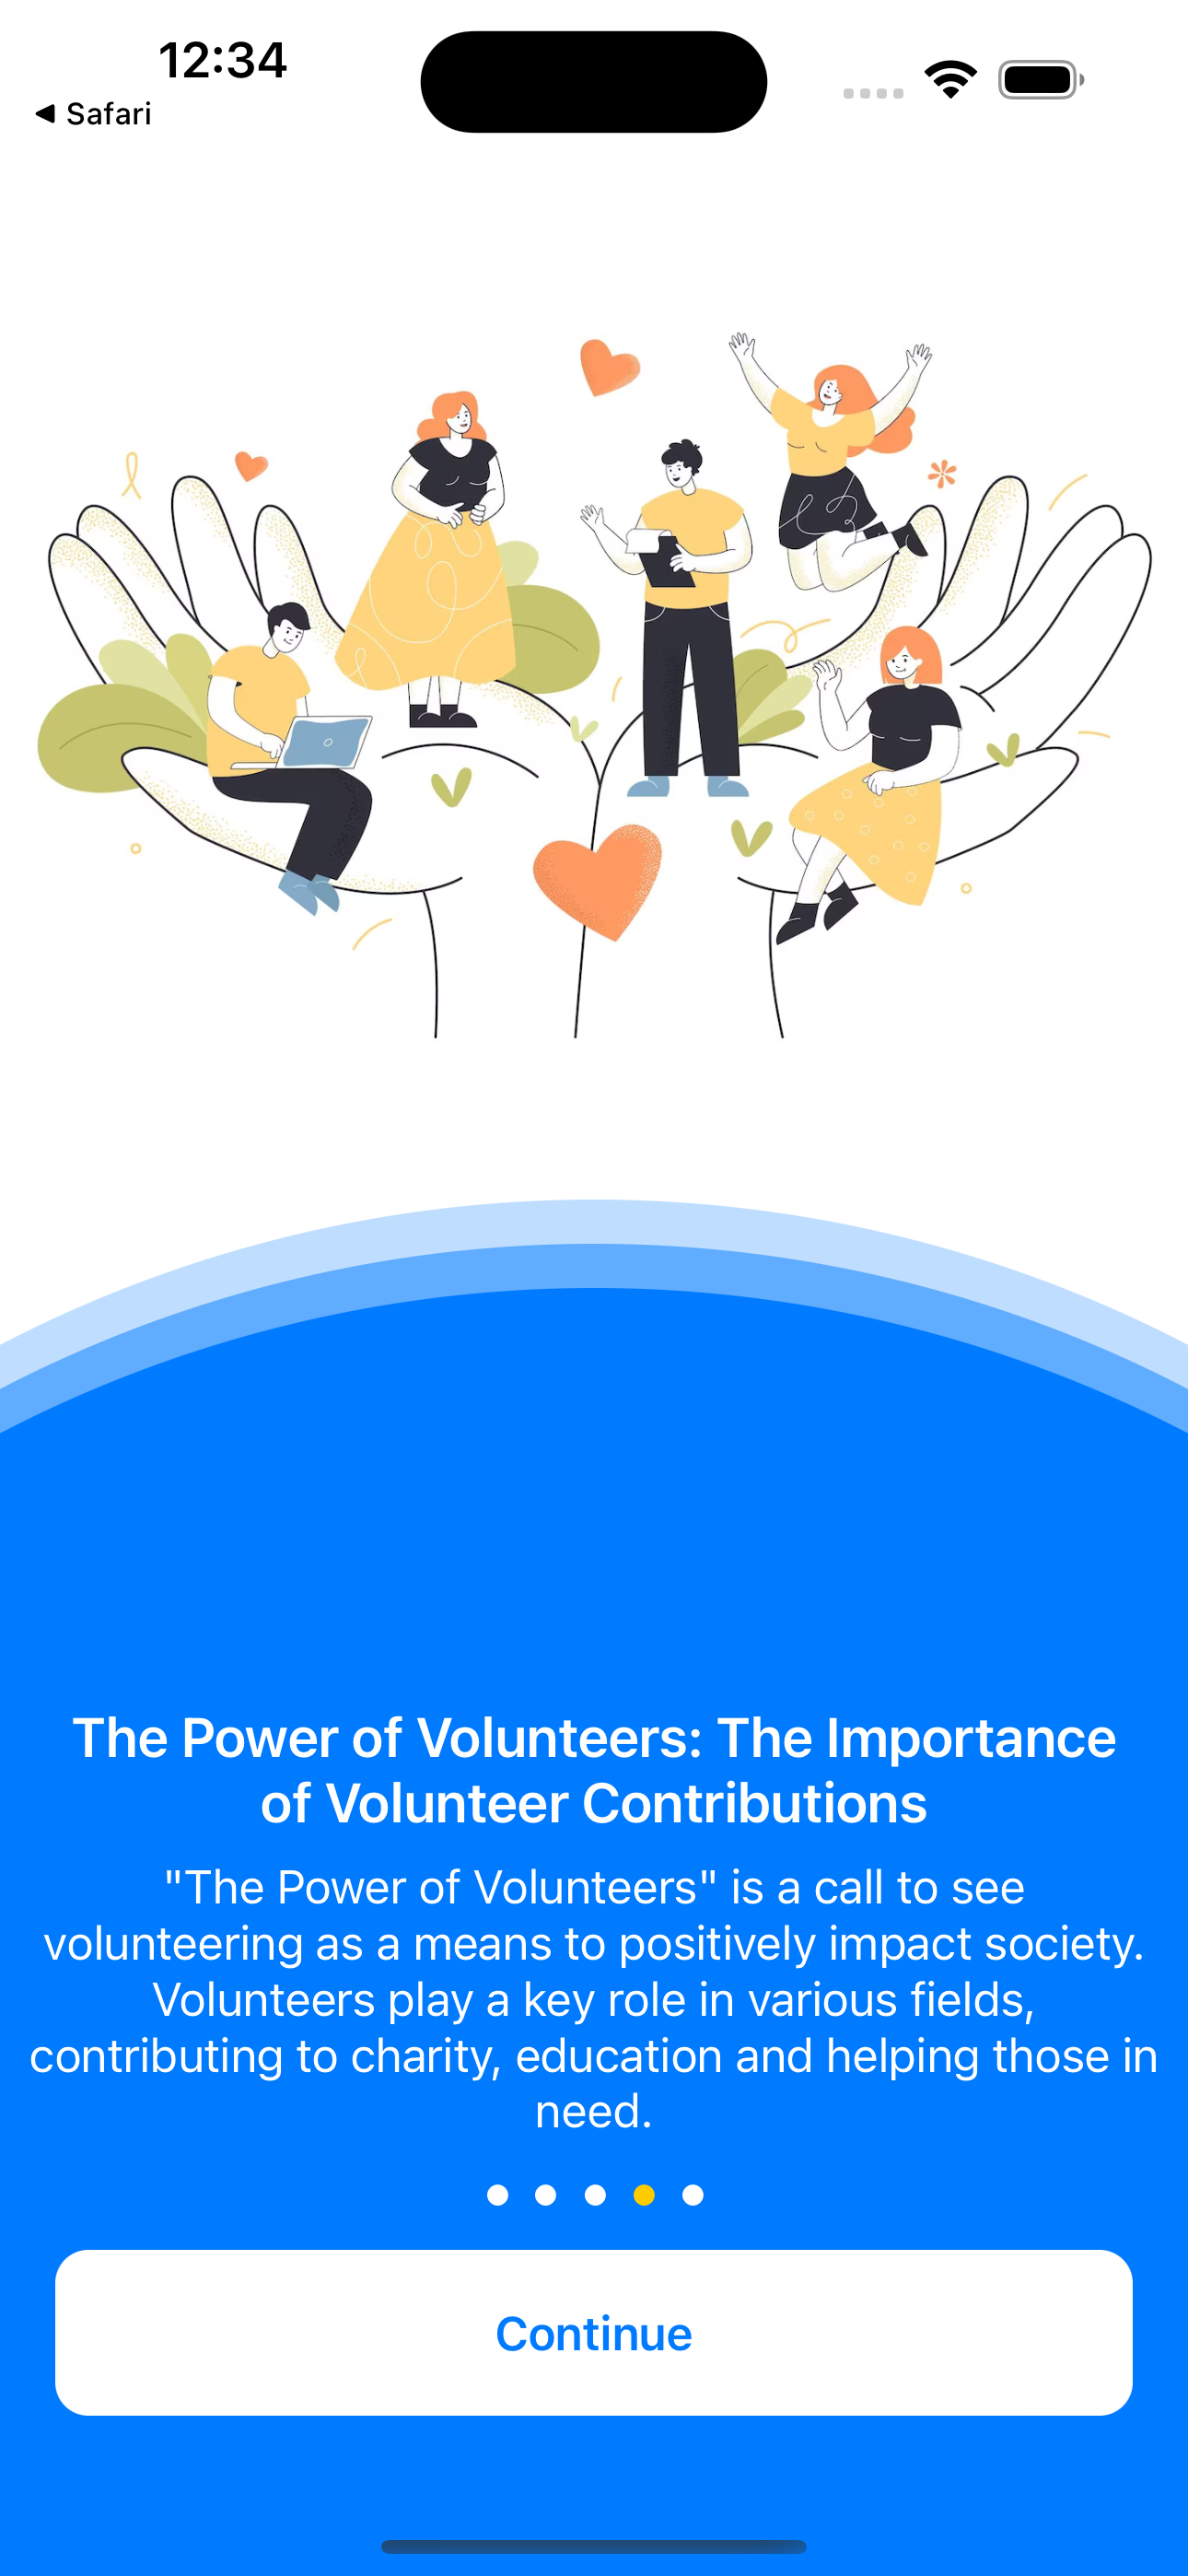 12:34
◀ Safari
The Power of Volunteers: The Importance
of Volunteer Contributions
"The Power of Volunteers" is a call to see
volunteering as a means to positively impact society.
Volunteers play a key role in various fields,
contributing to charity, education and helping those in
need.
Continue